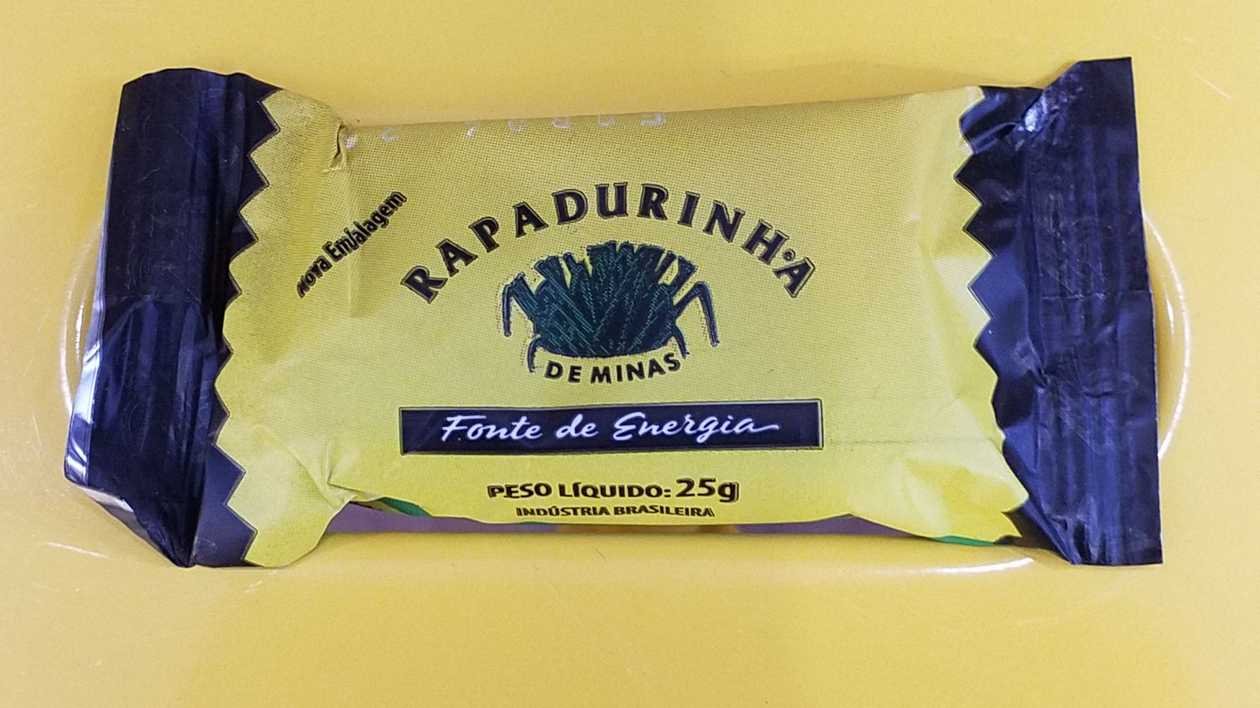 Nova Embalagem
RAPADURINHA
DE MINAS
Fonte de Energia
PESO LÍQUIDO: 25g
INDÚSTRIA BRASILEIRA